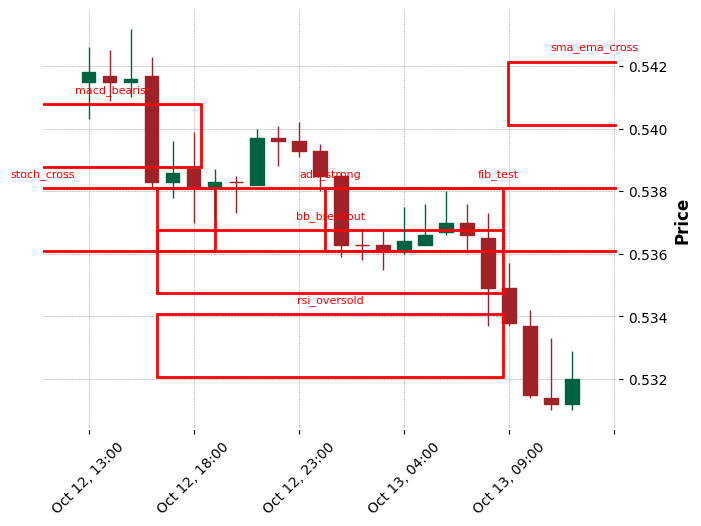 sma_ema_cross
0.542
macd_bearish
0.540
stoch_cross
adx_strong
fib_test
0.538
bb_breakout
0.536
rsi_oversold
0.534
0.532
Price
Oct 12, 13:00
Oct 12, 18:00
Oct 12, 23:00
Oct 13, 04:00
Oct 13, 09:00